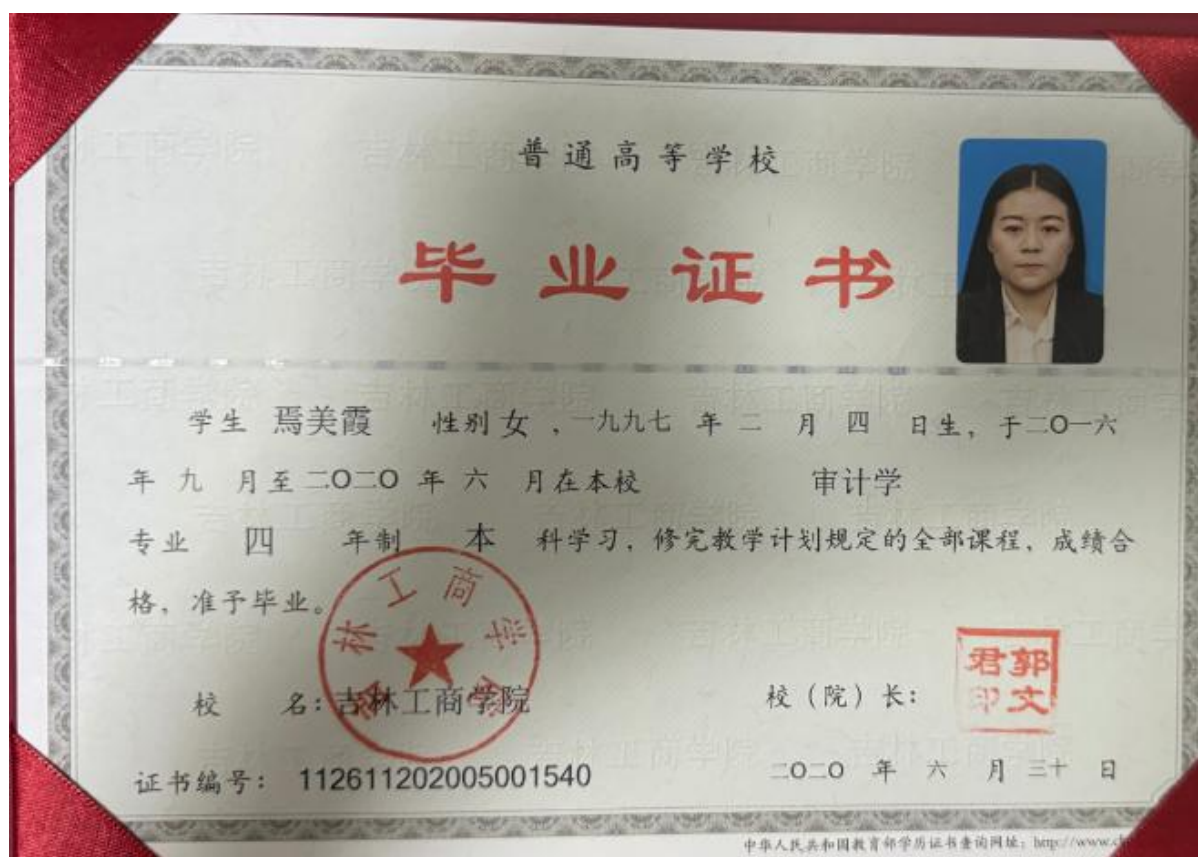 普通高等学校
毕业证书
学生 焉美霞 性别 女 ，一九九七 年 二 月 四 日生，于二〇一六
年 九 月至 二〇二〇 年 六 月在本校 审计学
专业 四 年制 本 科学习，修完教学计划规定的全部课程，成绩合
格，准予毕业。
吉林工商学院
校 名：吉林工商学院
校（院）长：
郭文君印
证书编号： 112611202005001540
二〇二〇 年 六 月 三十 日
中华人民共和国教育部学历证书查询网址：http://www.